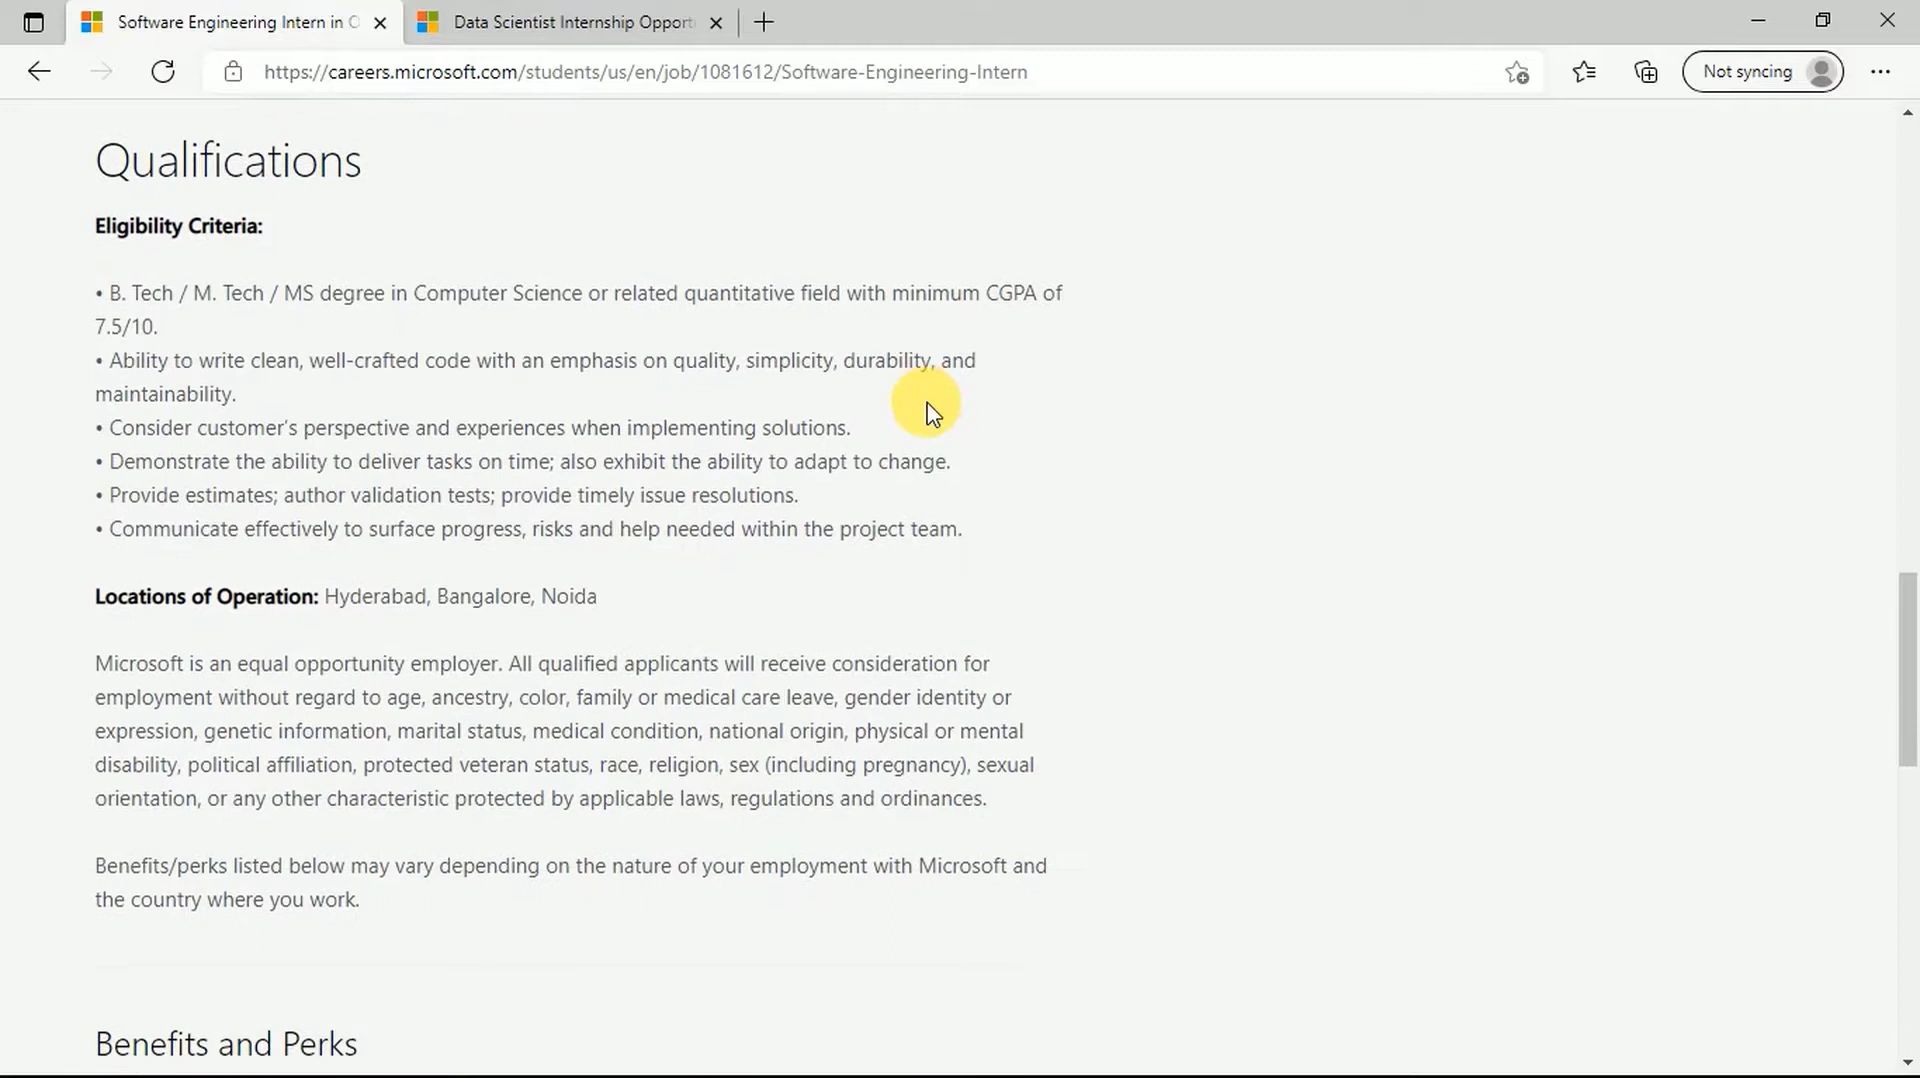 Software Engineering Intern in C
Data Scientist Internship Opport
https://careers.microsoft.com/students/us/en/job/1081612/Software-Engineering-Intern
Not syncing
Qualifications
Eligibility Criteria:
• B. Tech / M. Tech / MS degree in Computer Science or related quantitative field with minimum CGPA of
7.5/10.
• Ability to write clean, well-crafted code with an emphasis on quality, simplicity, durability, and
maintainability.
• Consider customer's perspective and experiences when implementing solutions.
• Demonstrate the ability to deliver tasks on time; also exhibit the ability to adapt to change.
• Provide estimates; author validation tests; provide timely issue resolutions.
• Communicate effectively to surface progress, risks and help needed within the project team.
Locations of Operation: Hyderabad, Bangalore, Noida
Microsoft is an equal opportunity employer. All qualified applicants will receive consideration for
employment without regard to age, ancestry, color, family or medical care leave, gender identity or
expression, genetic information, marital status, medical condition, national origin, physical or mental
disability, political affiliation, protected veteran status, race, religion, sex (including pregnancy), sexual
orientation, or any other characteristic protected by applicable laws, regulations and ordinances.
Benefits/perks listed below may vary depending on the nature of your employment with Microsoft and
the country where you work.
Benefits and Perks